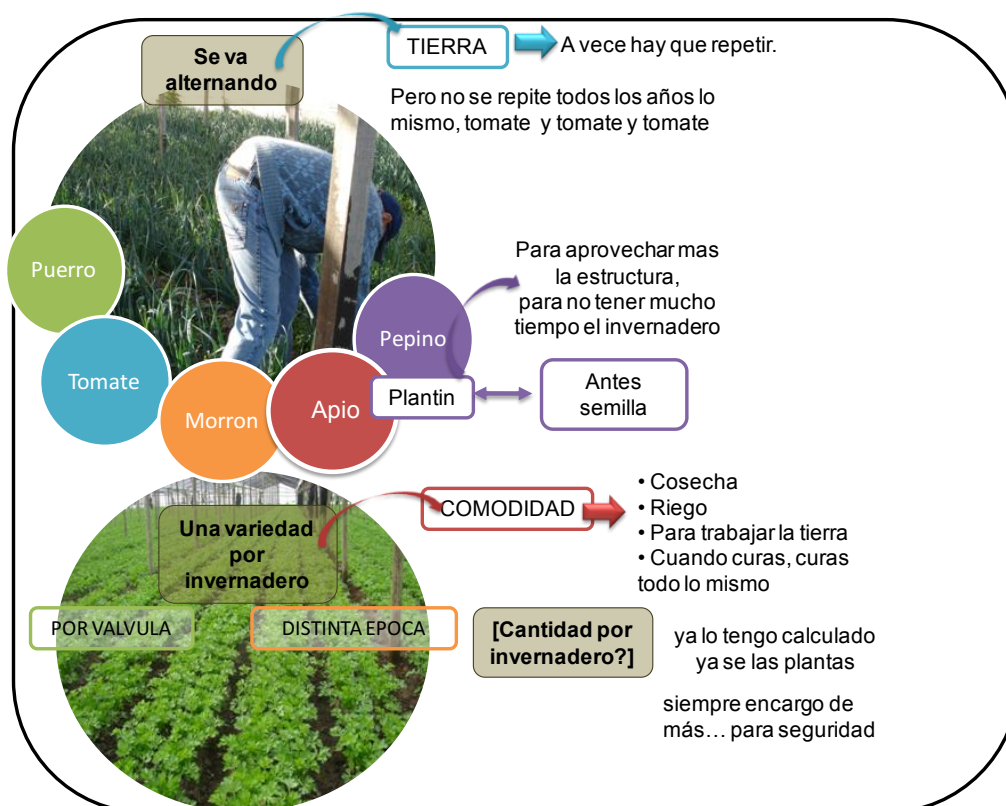 Se va
alternando
TIERRA
A vece hay que repetir.
Pero no se repite todos los años lo
mismo, tomate y tomate y tomate
Puerro
Tomate
Morron
Apio
Pepino
Plantin
Para aprovechar mas
la estructura,
para no tener mucho
tiempo el invernadero
Antes
semilla
Una variedad
por
invernadero
COMODIDAD
• Cosecha
• Riego
• Para trabajar la tierra
• Cuando curas, curas
todo lo mismo
POR VALVULA
DISTINTA EPOCA
[Cantidad por
invernadero?]
ya lo tengo calculado
ya se las plantas
siempre encargo de
más… para seguridad